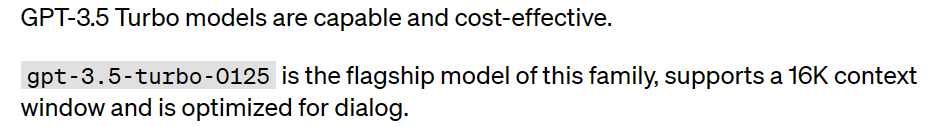 GPT-3.5 Turbo models are capable and cost-effective.
gpt-3.5-turbo-0125 is the flagship model of this family, supports a 16K context
window and is optimized for dialog.